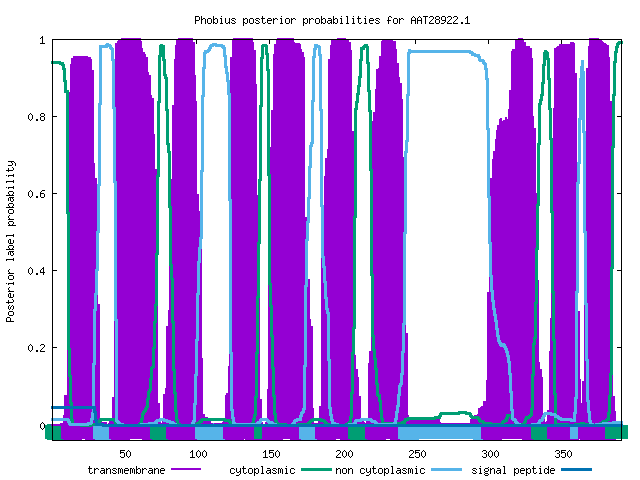 Phobius posterior probabilities for AAT28922.1
Posterior label probability
1
0.8
0.6
0.4
0.2
0
50 100 150 200 250 300 350
transmembrane cytoplasmic non cytoplasmic signal peptide